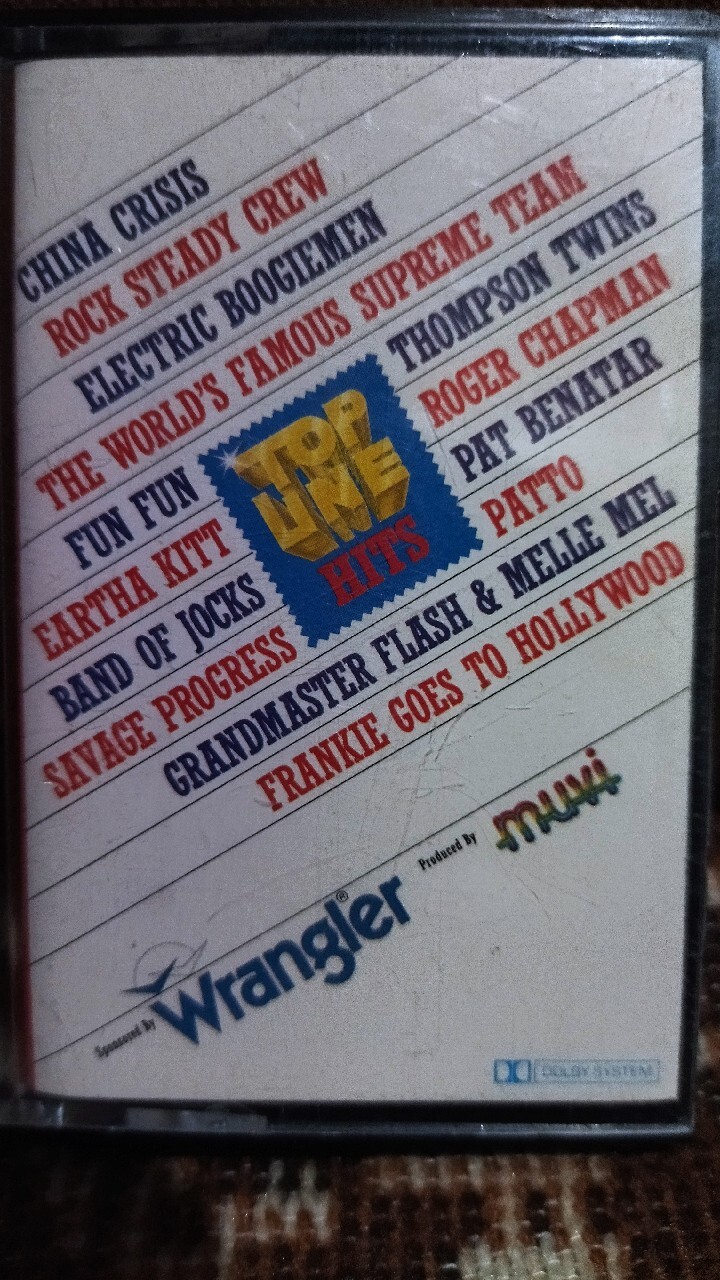 CHINA CRISIS
ROCK STEADY CREW
ELECTRIC BOOGIEMEN
THE WORLD'S FAMOUS SUPREME TEAM
THOMPSON TWINS
ROGER CHAPMAN
PAT BENATAR
PATTO
FUN FUN
EARTHA KITT
BAND OF JOCKS
SAVAGE PROGRESS
TOP
LINE
HITS
GRANDMASTER FLASH & MELLE MEL
FRANKIE GOES TO HOLLYWOOD
Produced By muvi
Sponsored By Wrangler®
DOLBY SYSTEM